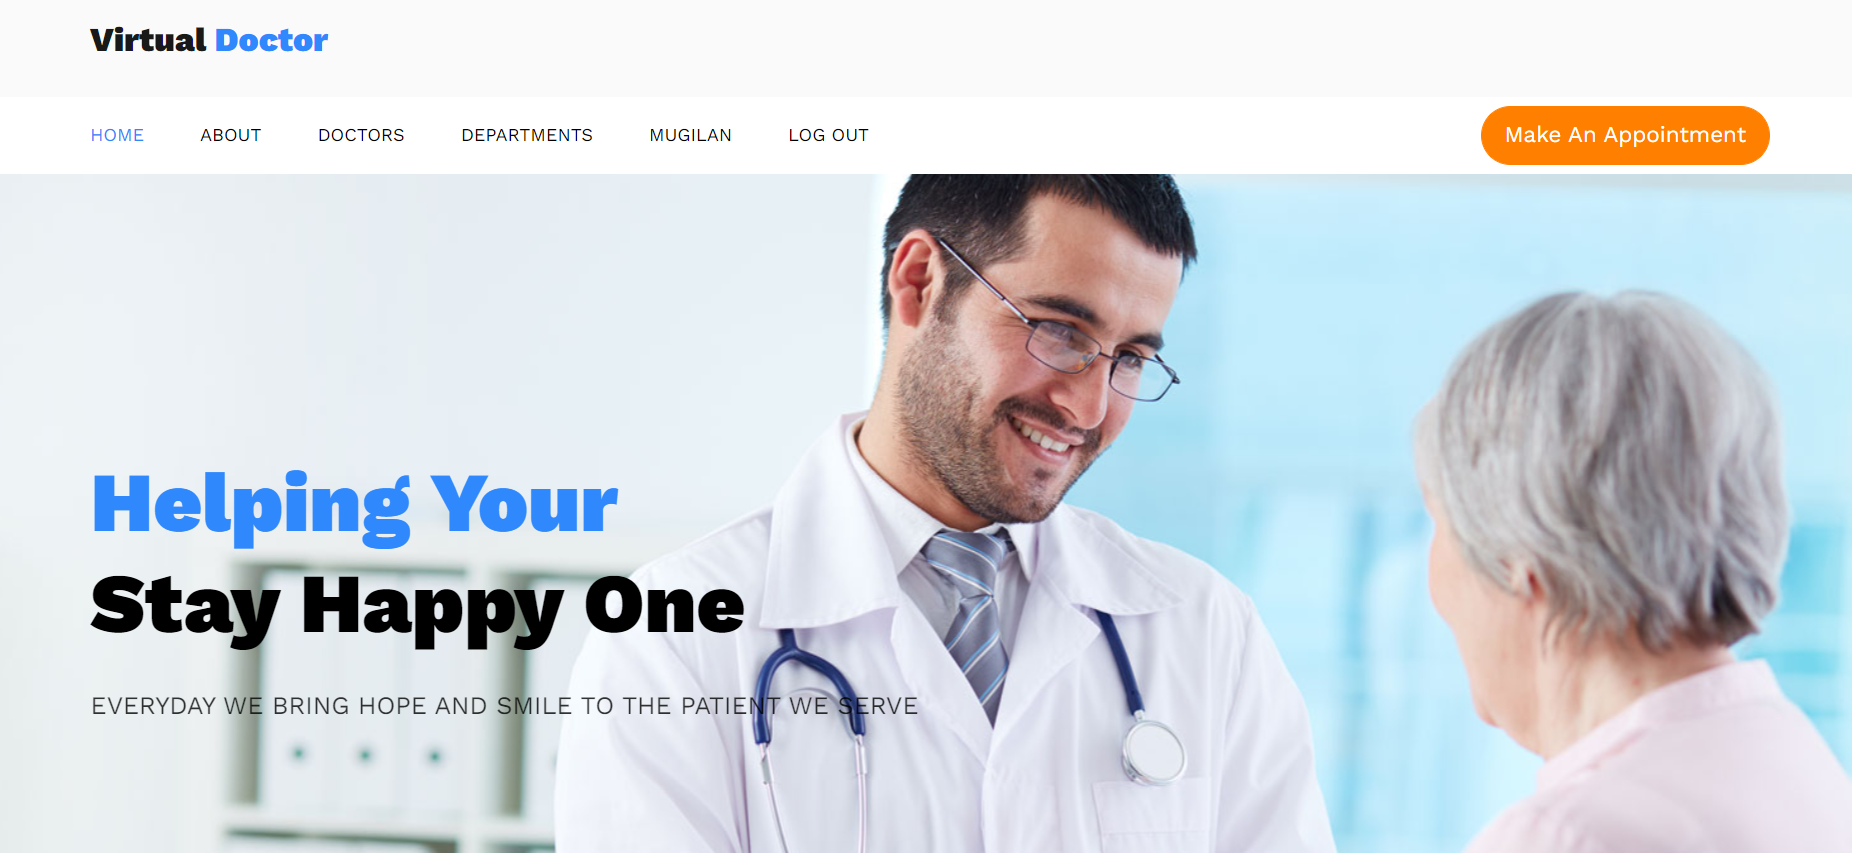 Virtual Doctor
HOME ABOUT DOCTORS DEPARTMENTS MUGILAN LOG OUT Make An Appointment
Helping Your
Stay Happy One
EVERYDAY WE BRING HOPE AND SMILE TO THE PATIENT WE SERVE